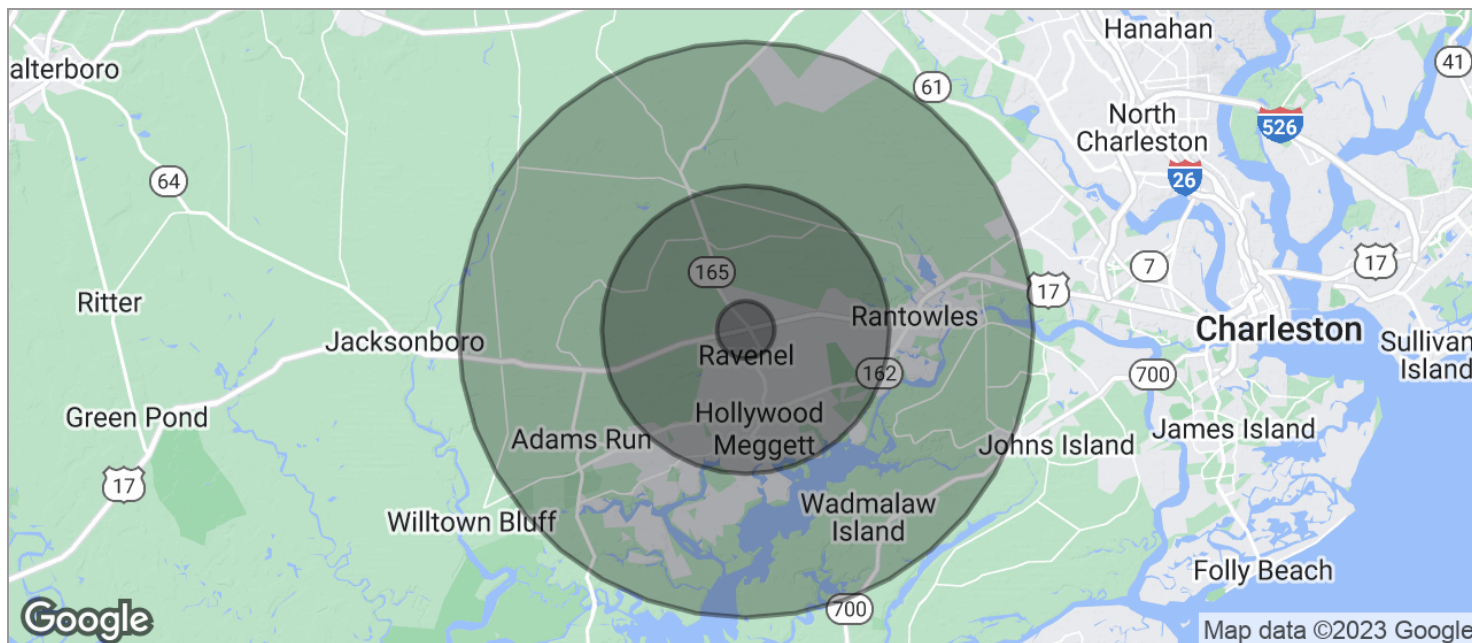 Hanahan
41
alterboro
61
North
Charleston
526
64
26
165
7
17
17
Ritter
Rantowles
Charleston
Jacksonboro
Sullivan
Island
Ravenel
162
700
Green Pond
Hollywood
Adams Run
Meggett
Johns Island
James Island
17
Wadmalaw
Island
Willtown Bluff
Folly Beach
700
Google
Map data ©2023 Google